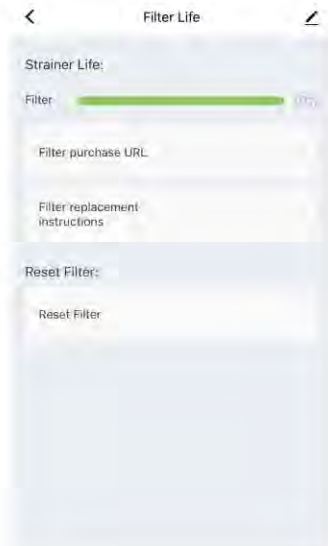 Filter Life
Strainer Life:
Filter
Filter purchase URL
Filter replacement
instructions
Reset Filter:
Reset Filter